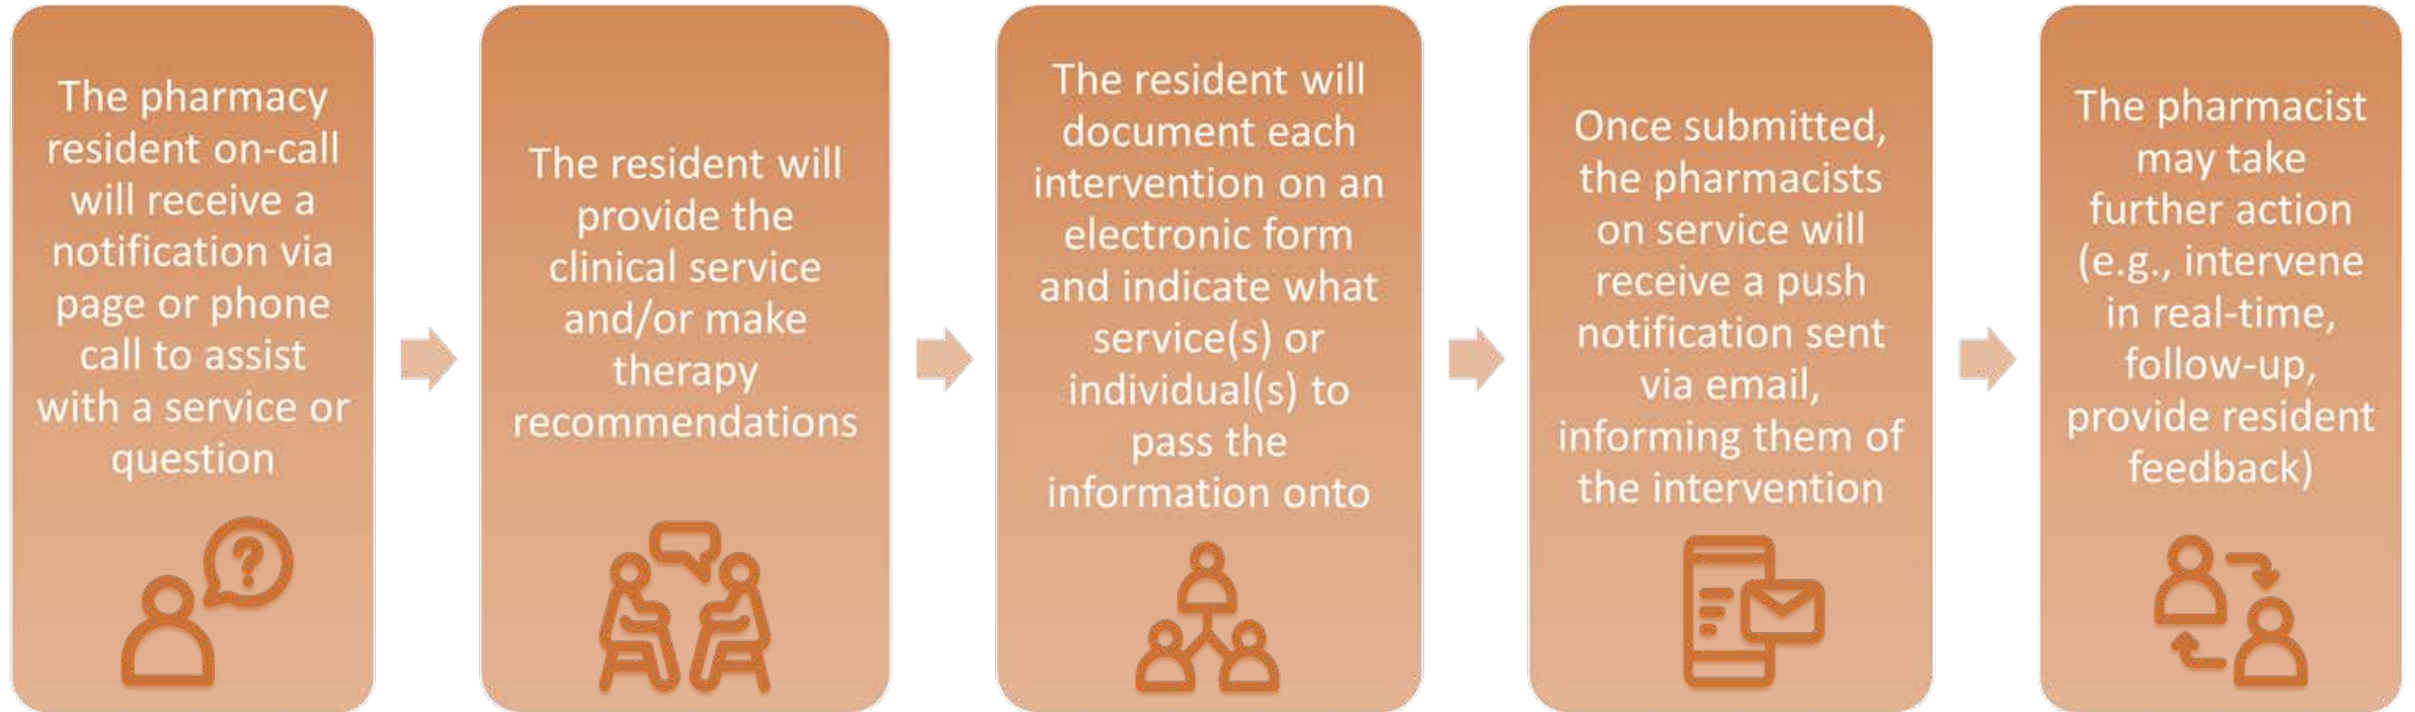 The pharmacy
resident on-call
will receive a
notification via
page or phone
call to assist
with a service or
question
The resident will
provide the
clinical service
and/or make
therapy
recommendations
The resident will
document each
intervention on an
electronic form
and indicate what
service(s) or
individual(s) to
pass the
information onto
Once submitted,
the pharmacists
on service will
receive a push
notification sent
via email,
informing them of
the intervention
The pharmacist
may take
further action
(e.g., intervene
in real-time,
follow-up,
provide resident
feedback)
?